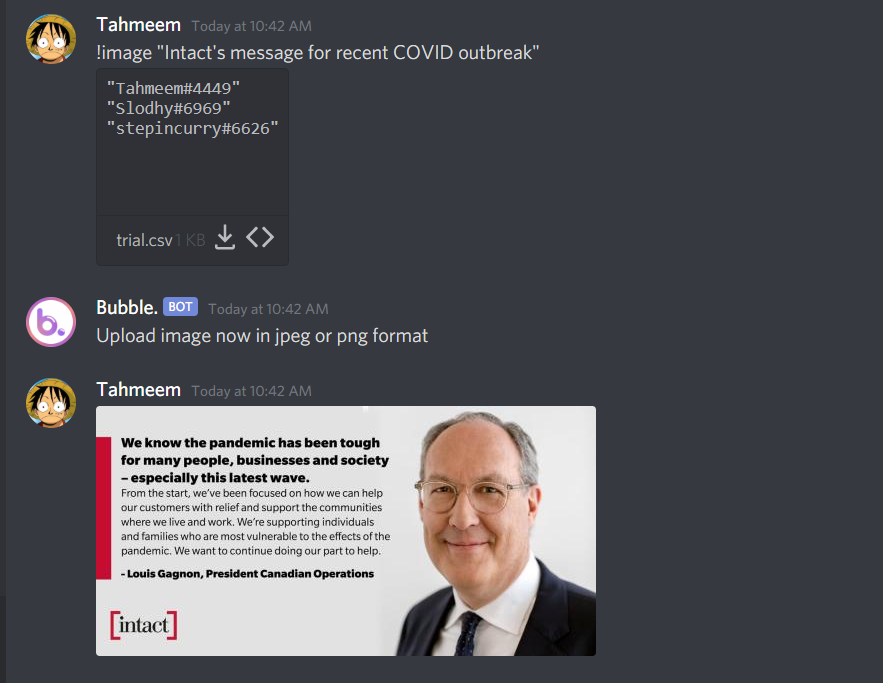 Tahmeem Today at 10:42 AM
!image "Intact's message for recent COVID outbreak"
"Tahmeem#4449"
"Slodhy#6969"
"stepincurry#6626"
trial.csv 1 KB
b.
Bubble. BOT Today at 10:42 AM
Upload image now in jpeg or png format
Tahmeem Today at 10:42 AM
We know the pandemic has been tough
for many people, businesses and society
– especially this latest wave.
From the start, we've been focused on how we can help
our customers with relief and support the communities
where we live and work. We're supporting individuals
and families who are most vulnerable to the effects of the
pandemic. We want to continue doing our part to help.
- Louis Gagnon, President Canadian Operations
[intact]